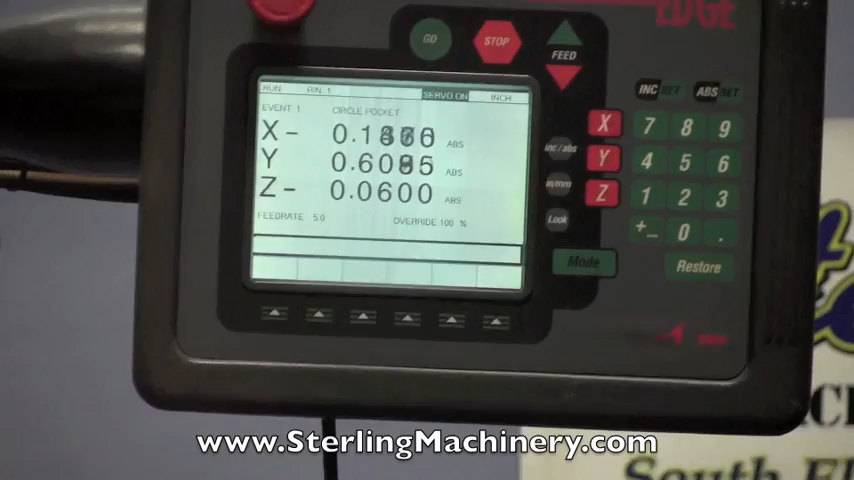 EDGE
GO
STOP
FEED
RUN P/N 1
SERVO ON INCH
EVENT 1 CIRCLE POCKET
X - ABS
Y ABS
Z - 0.0600 ABS
FEEDRATE 5.0 OVERRIDE 100 %
INC SET ABS SET
X 7 8 9
inc/abs
Y 4 5 6
in/mm
Z 1 2 3
Look
+_ 0 .
Mode Restore
www.SterlingMachinery.com
South